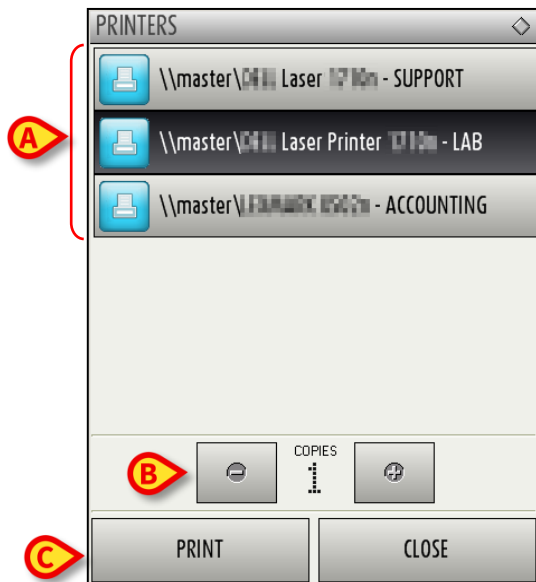 PRINTERS
\\master\ Laser - SUPPORT
A
\\master\ Laser Printer - LAB
\\master\ - ACCOUNTING
COPIES
B
1
PRINT
CLOSE
C